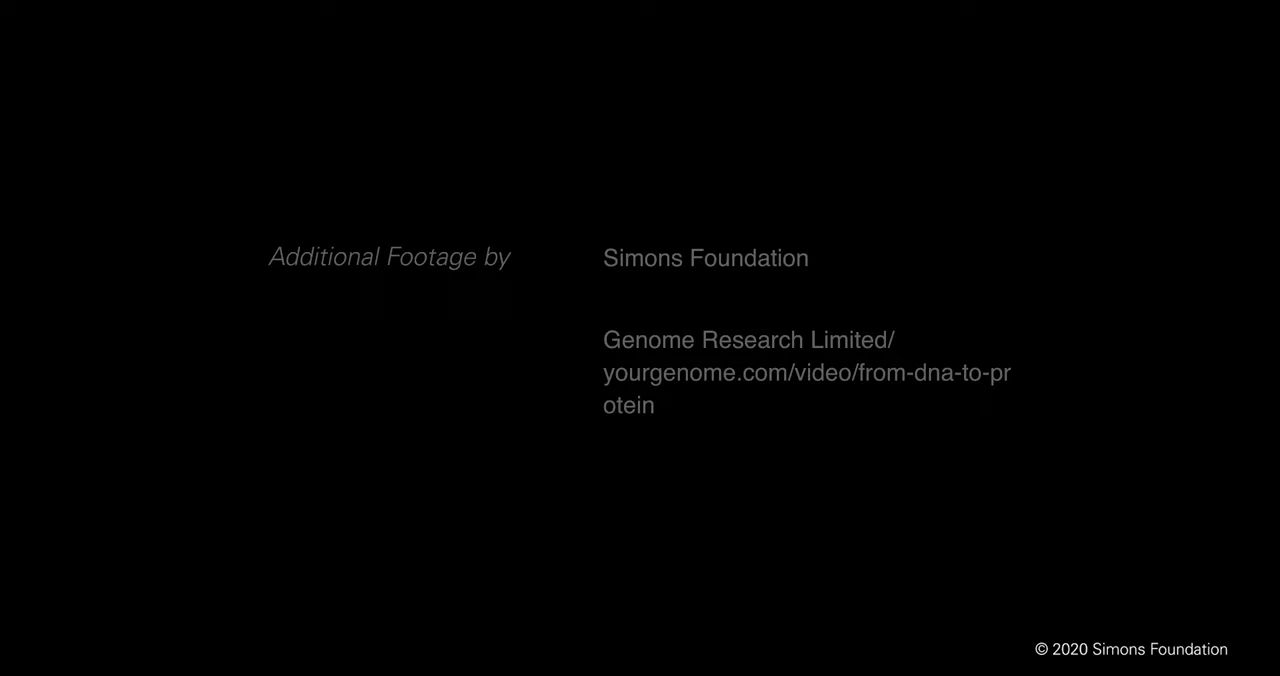 Additional Footage by
Simons Foundation
Genome Research Limited/
yourgenome.com/video/from-dna-to-pr
otein
© 2020 Simons Foundation